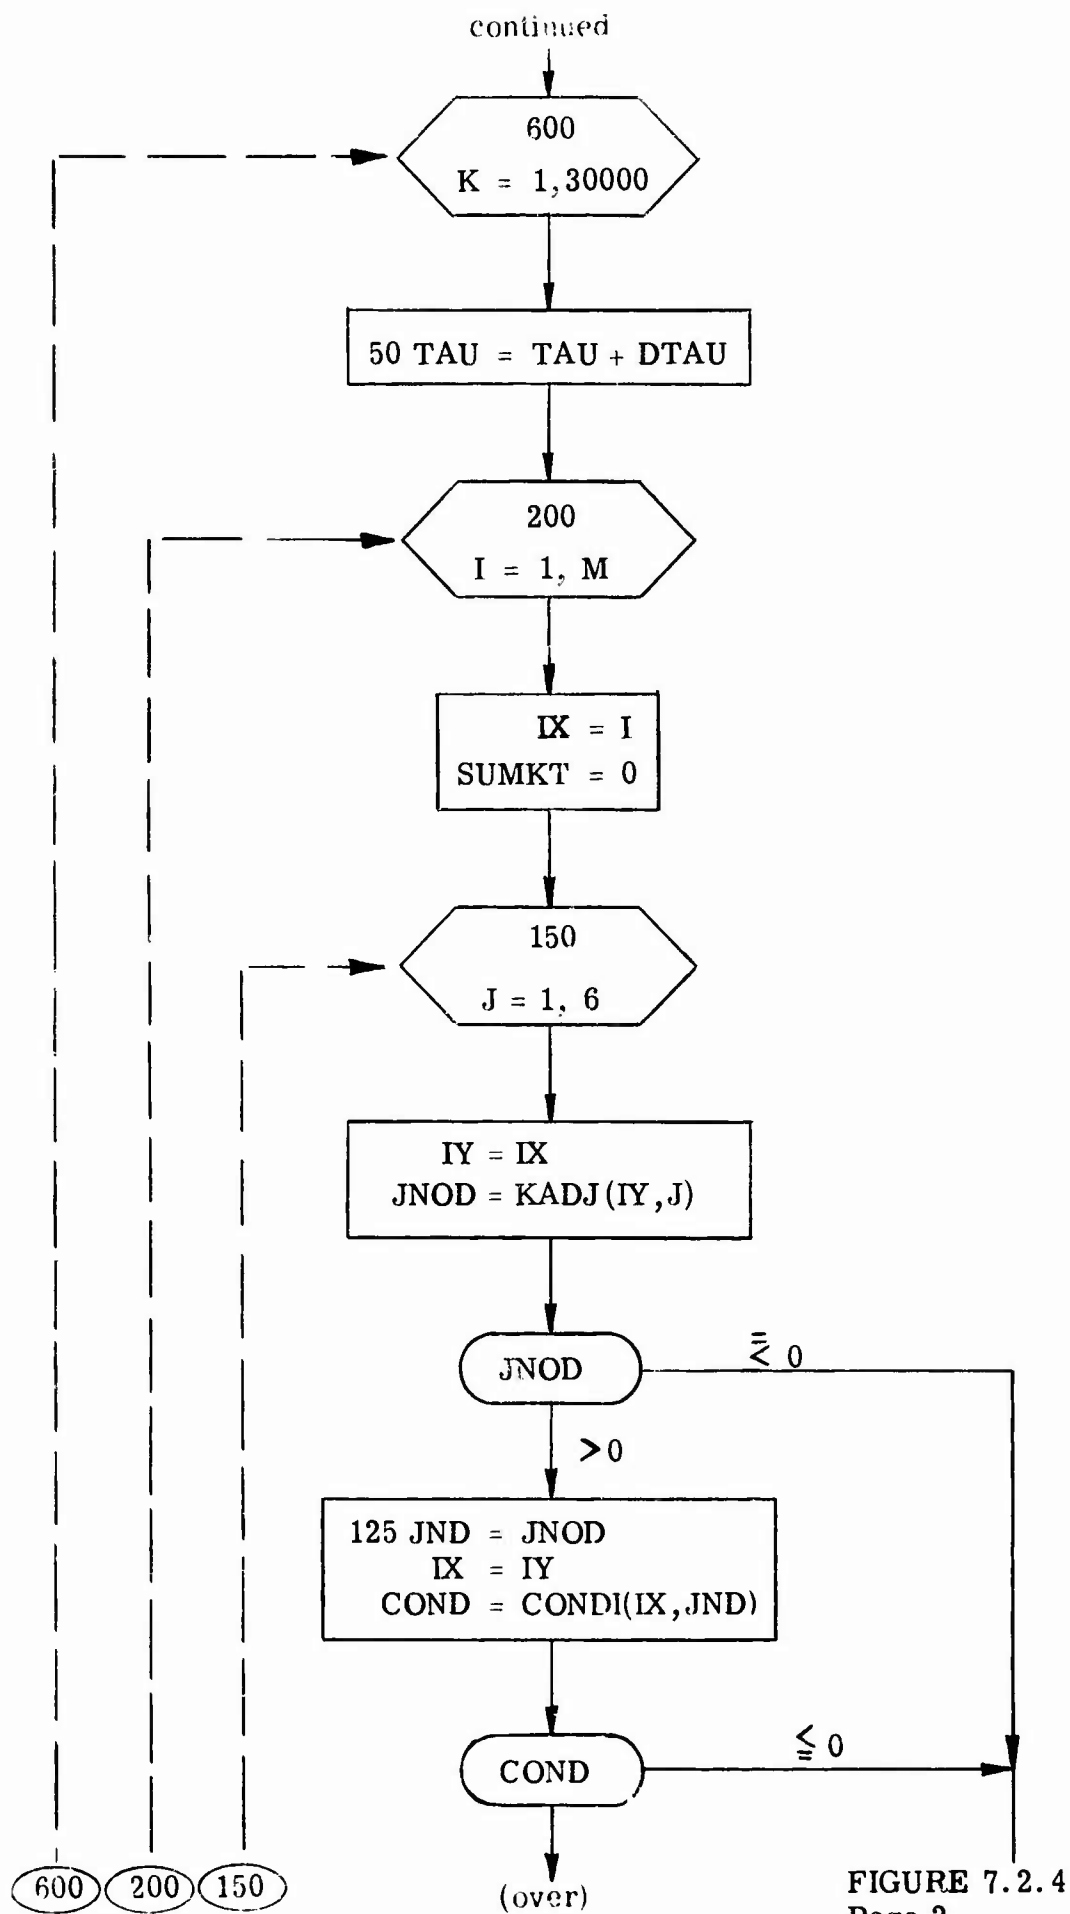 continued
600
K = 1,30000
50 TAU = TAU + DTAU
200
I = 1, M
IX = I
SUMKT = 0
150
J = 1, 6
IY = IX
JNOD = KADJ(IY,J)
JNOD
≤ 0
>0
125 JND = JNOD
IX = IY
COND = CONDI(IX,JND)
COND
≤ 0
600 200 150
(over)
FIGURE 7.2.4